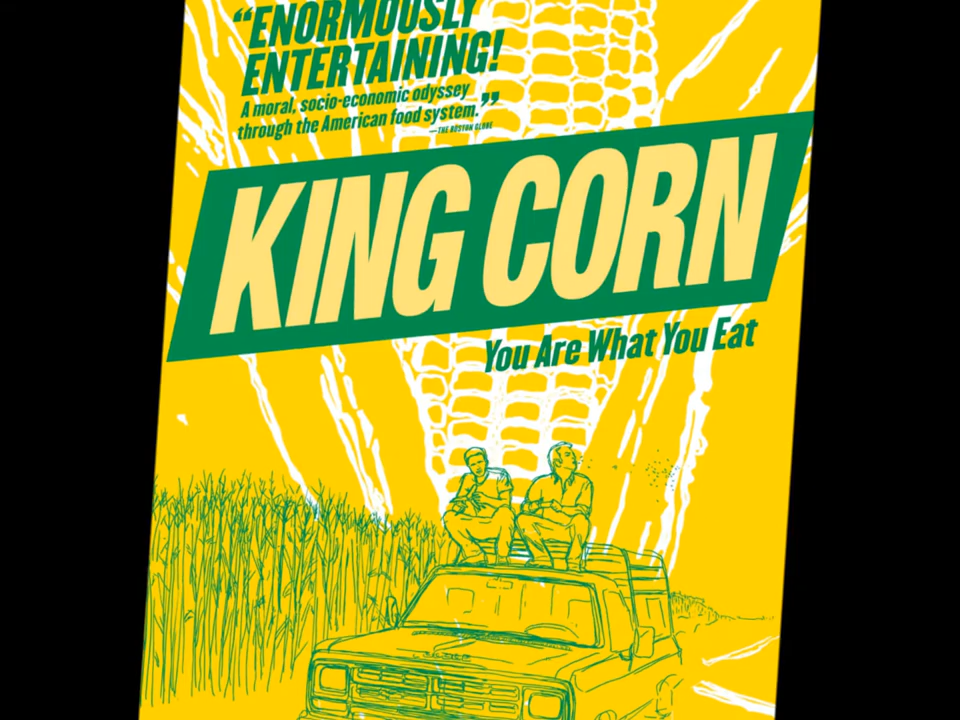 “ENORMOUSLY
ENTERTAINING!
A moral, socio-economic odyssey
through the American food system.”
—THE BOSTON GLOBE
KING CORN
You Are What You Eat